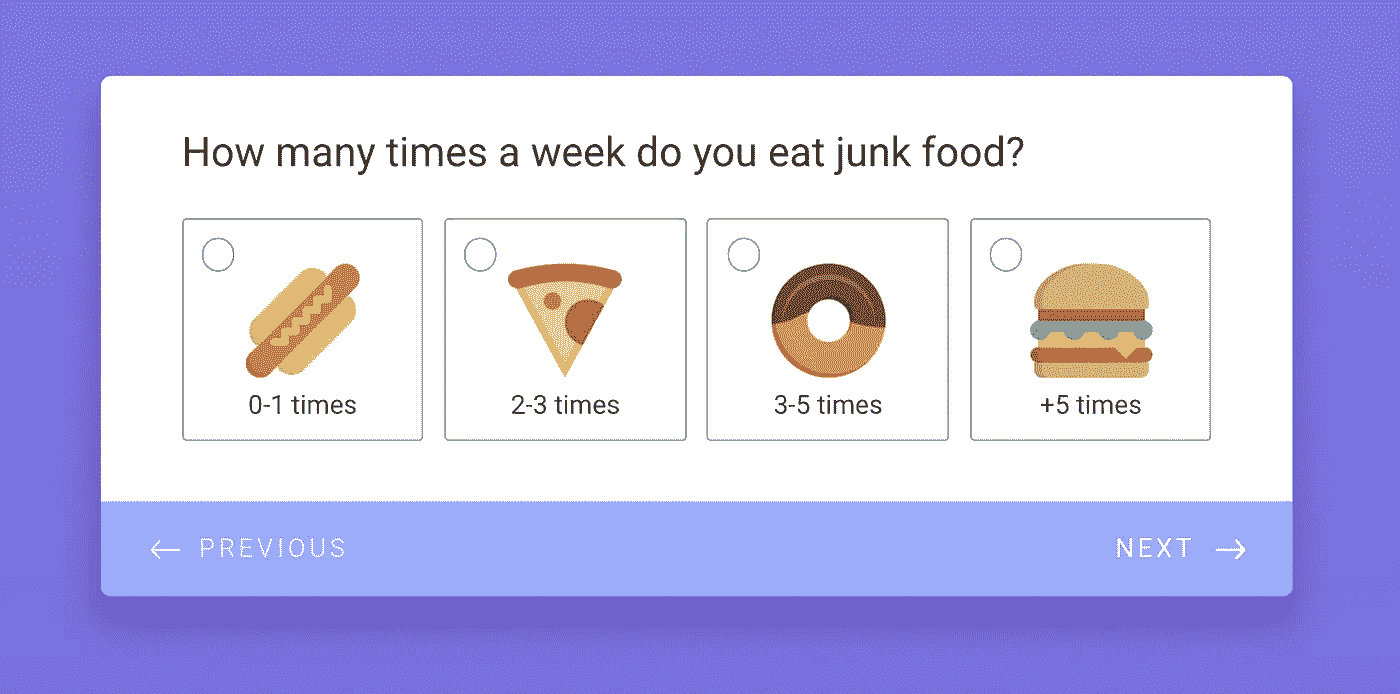 How many times a week do you eat junk food?
0-1 times
2-3 times
3-5 times
+5 times
← PREVIOUS
NEXT →